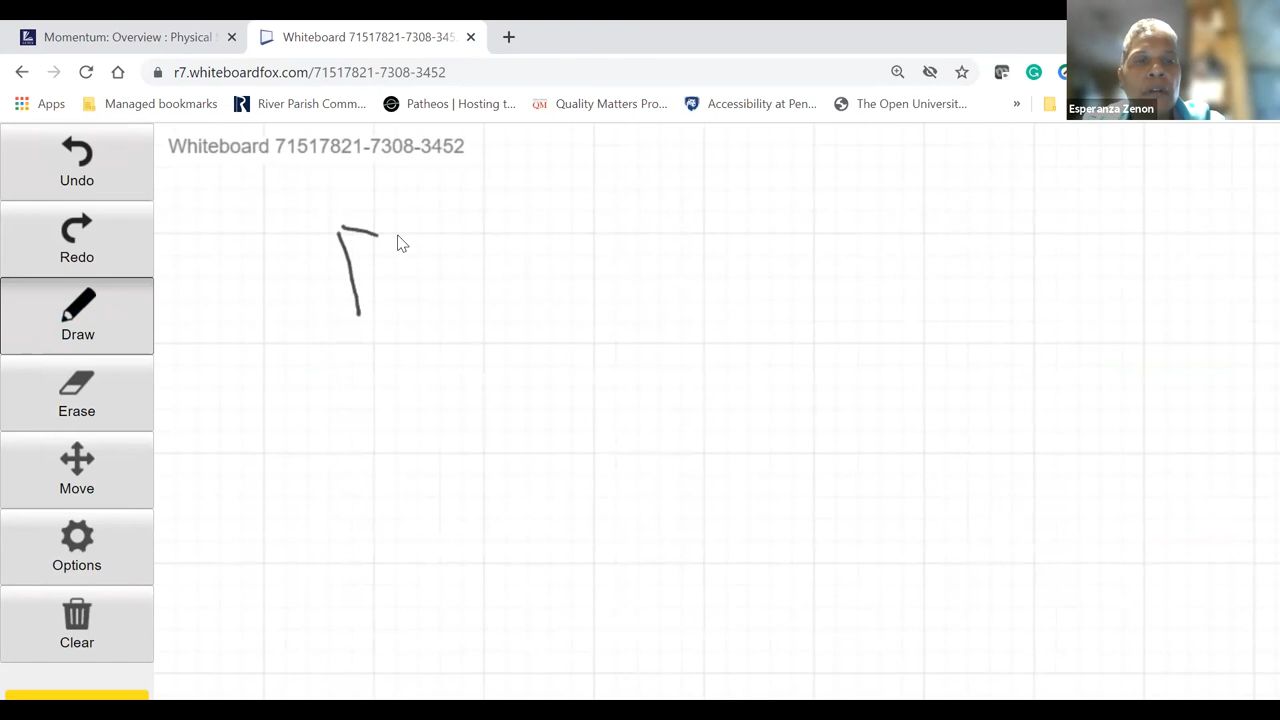 Momentum: Overview : Physical
Whiteboard 71517821-7308-345
r7.whiteboardfox.com/71517821-7308-3452
Apps Managed bookmarks River Parish Comm... Patheos | Hosting t... Quality Matters Pro... Accessibility at Pen... The Open Universit... »
Esperanza Zenon
Whiteboard 71517821-7308-3452
Undo
Redo
Draw
Erase
Move
Options
Clear